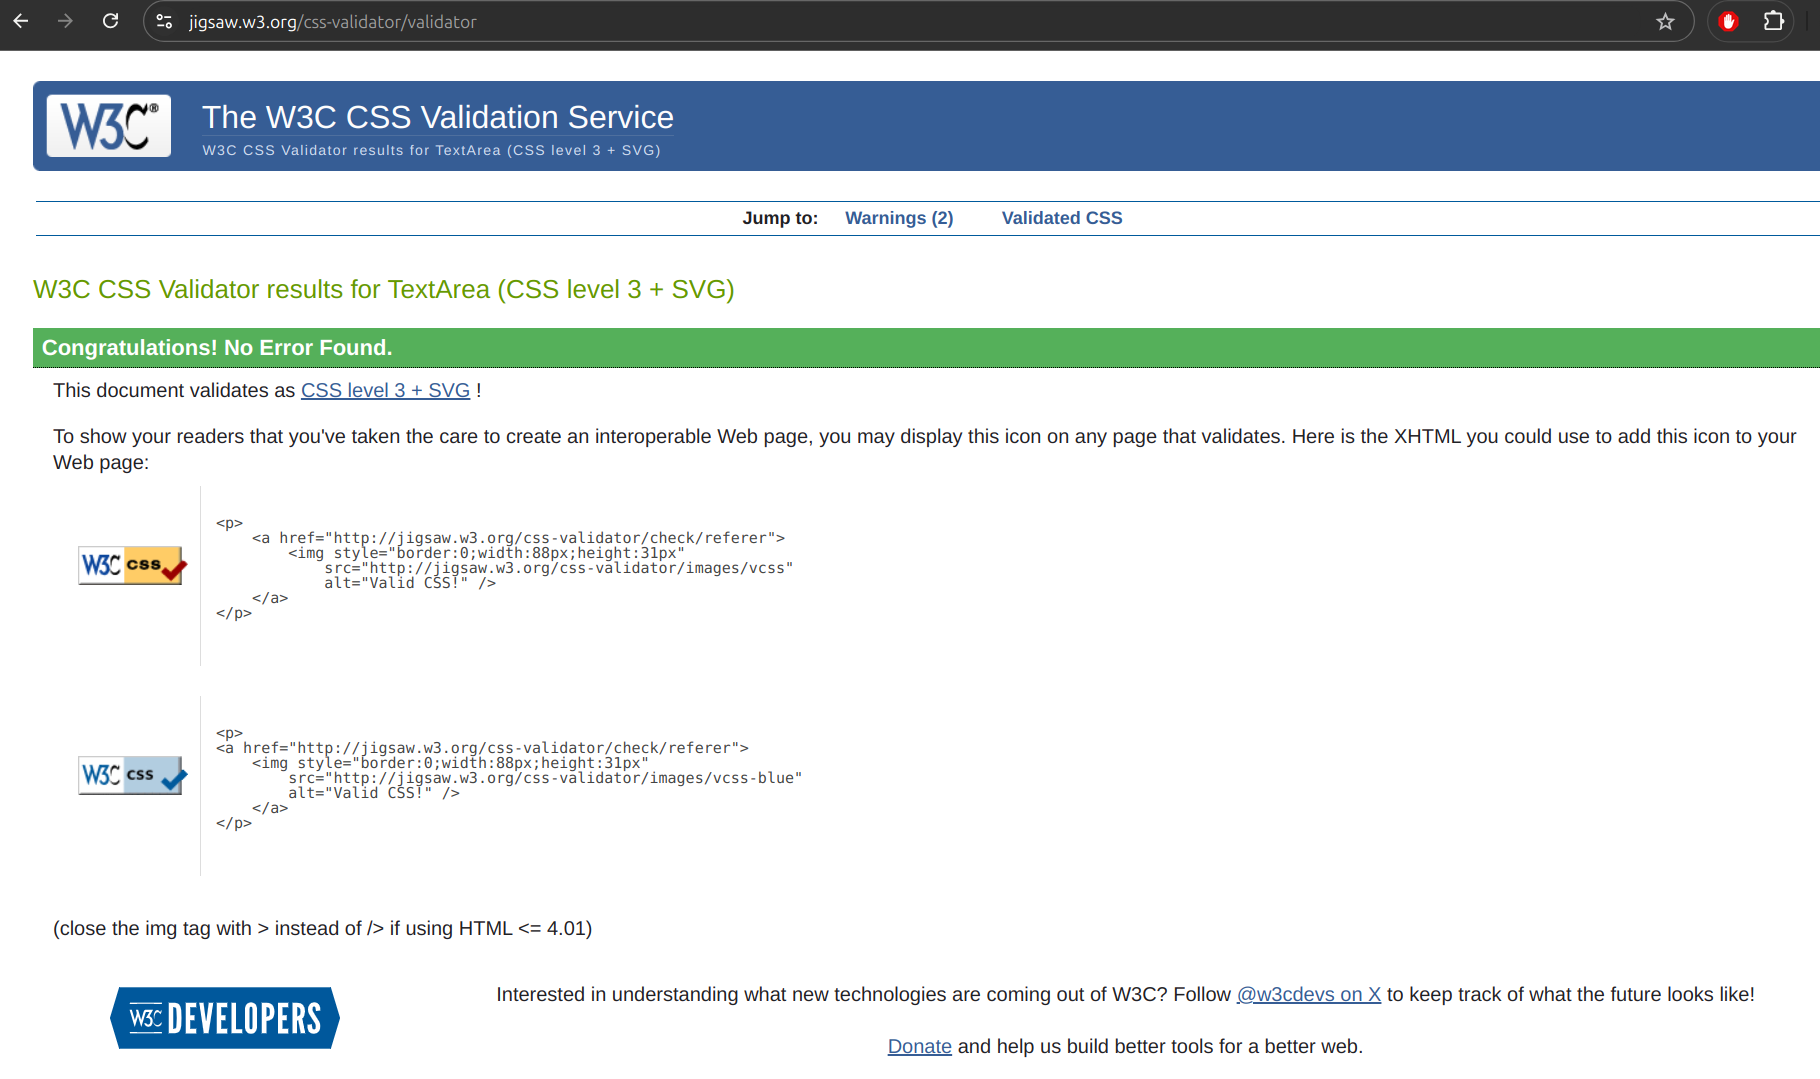 jigsaw.w3.org/css-validator/validator
W3C®
The W3C CSS Validation Service
W3C CSS Validator results for TextArea (CSS level 3 + SVG)
Jump to: Warnings (2) Validated CSS
W3C CSS Validator results for TextArea (CSS level 3 + SVG)
Congratulations! No Error Found.
This document validates as CSS level 3 + SVG !
To show your readers that you've taken the care to create an interoperable Web page, you may display this icon on any page that validates. Here is the XHTML you could use to add this icon to your
Web page:
W3C css
<p>
    <a href="http://jigsaw.w3.org/css-validator/check/referer">
        <img style="border:0;width:88px;height:31px"
            src="http://jigsaw.w3.org/css-validator/images/vcss"
            alt="Valid CSS!" />
    </a>
</p>
W3C css
<p>
<a href="http://jigsaw.w3.org/css-validator/check/referer">
    <img style="border:0;width:88px;height:31px"
        src="http://jigsaw.w3.org/css-validator/images/vcss-blue"
        alt="Valid CSS!" />
    </a>
</p>
(close the img tag with > instead of /> if using HTML <= 4.01)
W3C DEVELOPERS
Interested in understanding what new technologies are coming out of W3C? Follow @w3cdevs on X to keep track of what the future looks like!
Donate and help us build better tools for a better web.